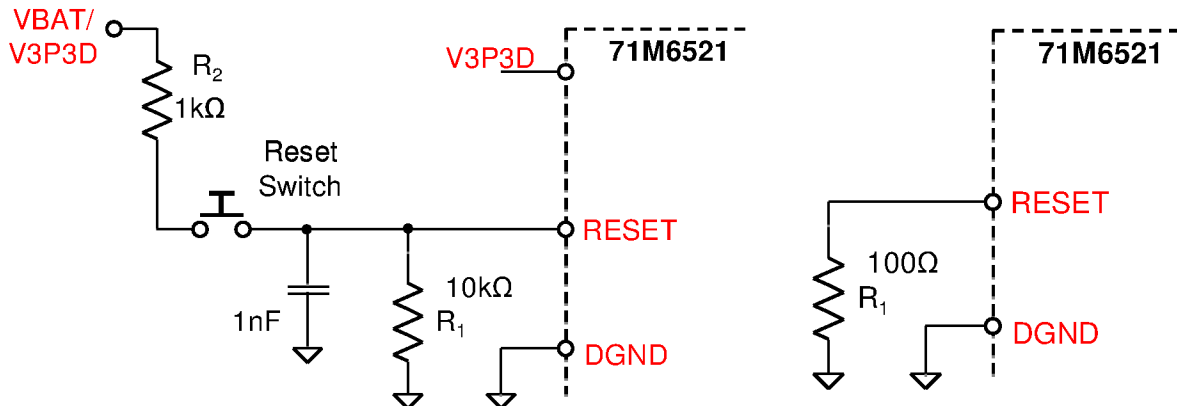 VBAT/
V3P3D
R2
1kΩ
Reset
Switch
1nF
10kΩ
R1
V3P3D
71M6521
RESET
DGND
71M6521
RESET
100Ω
R1
DGND